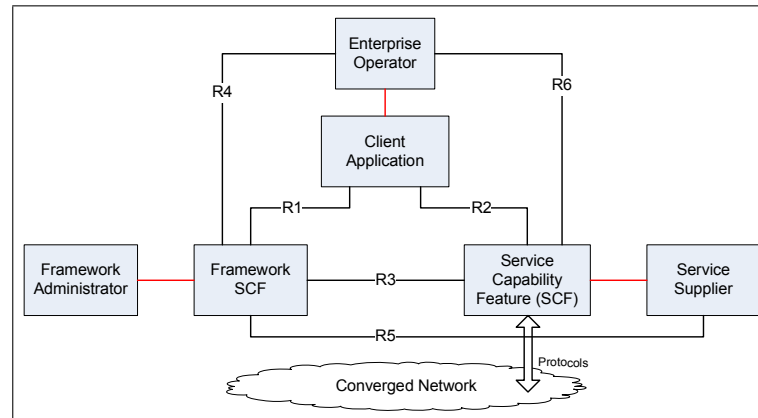 Enterprise
Operator
R4
R6
Client
Application
R1
R2
Framework
Administrator
Framework
SCF
R3
Service
Capability
Feature (SCF)
Service
Supplier
R5
Protocols
Converged Network